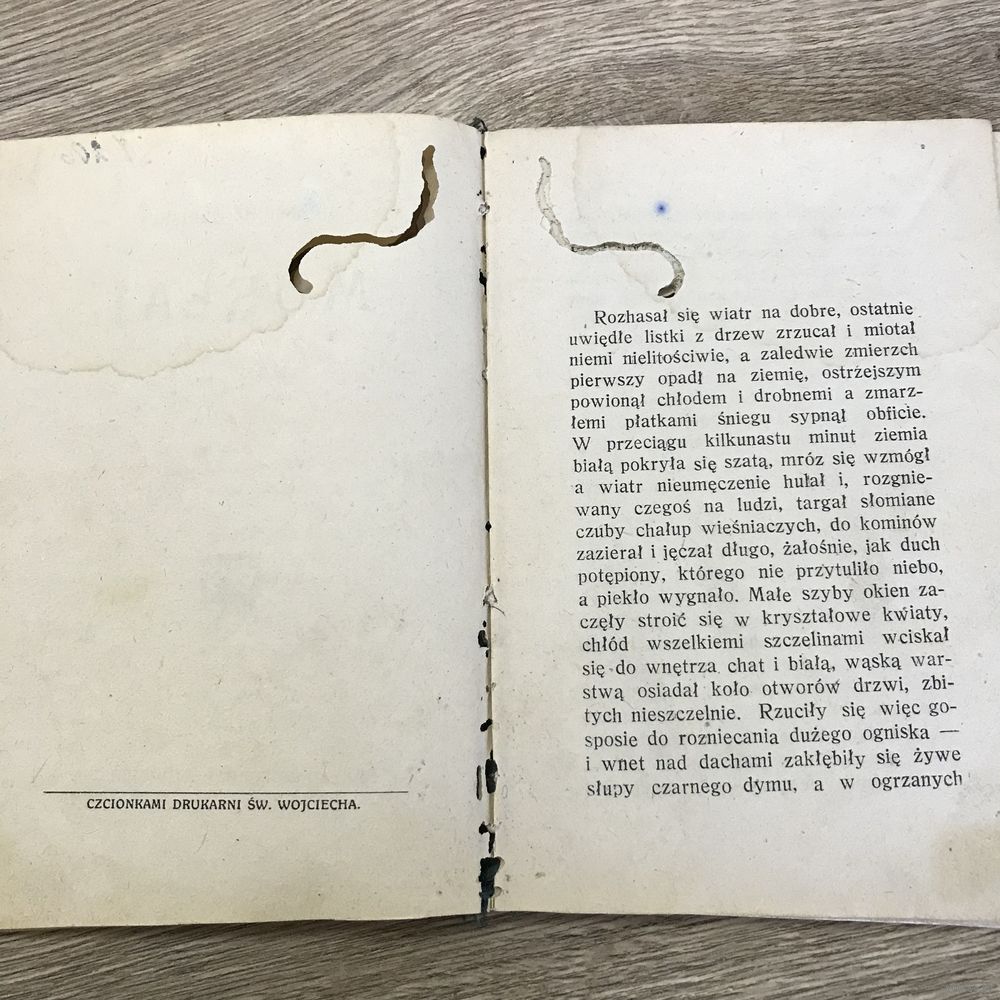 CZCIONKAMI DRUKARNI ŚW. WOJCIECHA.
Rozhasał się wiatr na dobre, ostatnie
uwiędłe listki z drzew zrzucał i miotał
niemi nielitościwie, a zaledwie zmierzch
pierwszy opadł na ziemię, ostrzejszym
powionął chłodem i drobnemi a zmarz-
łemi płatkami śniegu sypnął obficie.
W przeciągu kilkunastu minut ziemia
białą pokryła się szatą, mróz się wzmógł
a wiatr nieumęczenie hulał i, rozgnie-
wany czegoś na ludzi, targał słomiane
czuby chałup wieśniaczych, do kominów
zazierał i jęczał długo, żałośnie, jak duch
potępiony, którego nie przytuliło niebo,
a piekło wygnało. Małe szyby okien za-
częły stroić się w kryształowe kwiaty,
chłód wszelkiemi szczelinami wciskał
się do wnętrza chat i białą, wąską war-
stwą osiadał koło otworów drzwi, zbi-
tych nieszczelnie. Rzuciły się więc go-
sposie do rozniecania dużego ogniska —
i wnet nad dachami zakłębiły się żywe
słupy czarnego dymu, a w ogrzanych